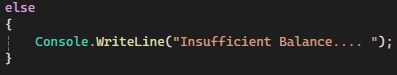 else
{
Console.WriteLine("Insufficient Balance.... ");
}